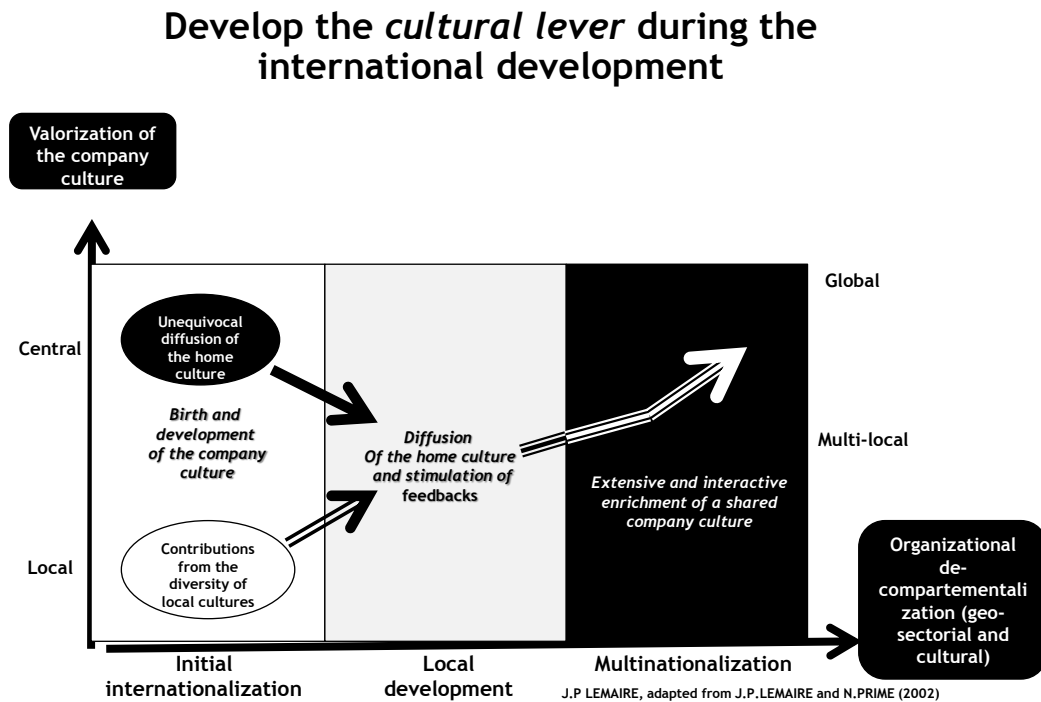 Develop the cultural lever during the
international development
Valorization of
the company
culture
Central
Local
Unequivocal
diffusion of
the home
culture
Birth and
development
of the company
culture
Contributions
from the
diversity of
local cultures
Diffusion
Of the home culture
and stimulation of
feedbacks
Extensive and interactive
enrichment of a shared
company culture
Global
Multi-local
Organizational
de-
compartementali
zation (geo-
sectorial and
cultural)
Initial
internationalization
Local
development
Multinationalization
J.P LEMAIRE, adapted from J.P.LEMAIRE and N.PRIME (2002)